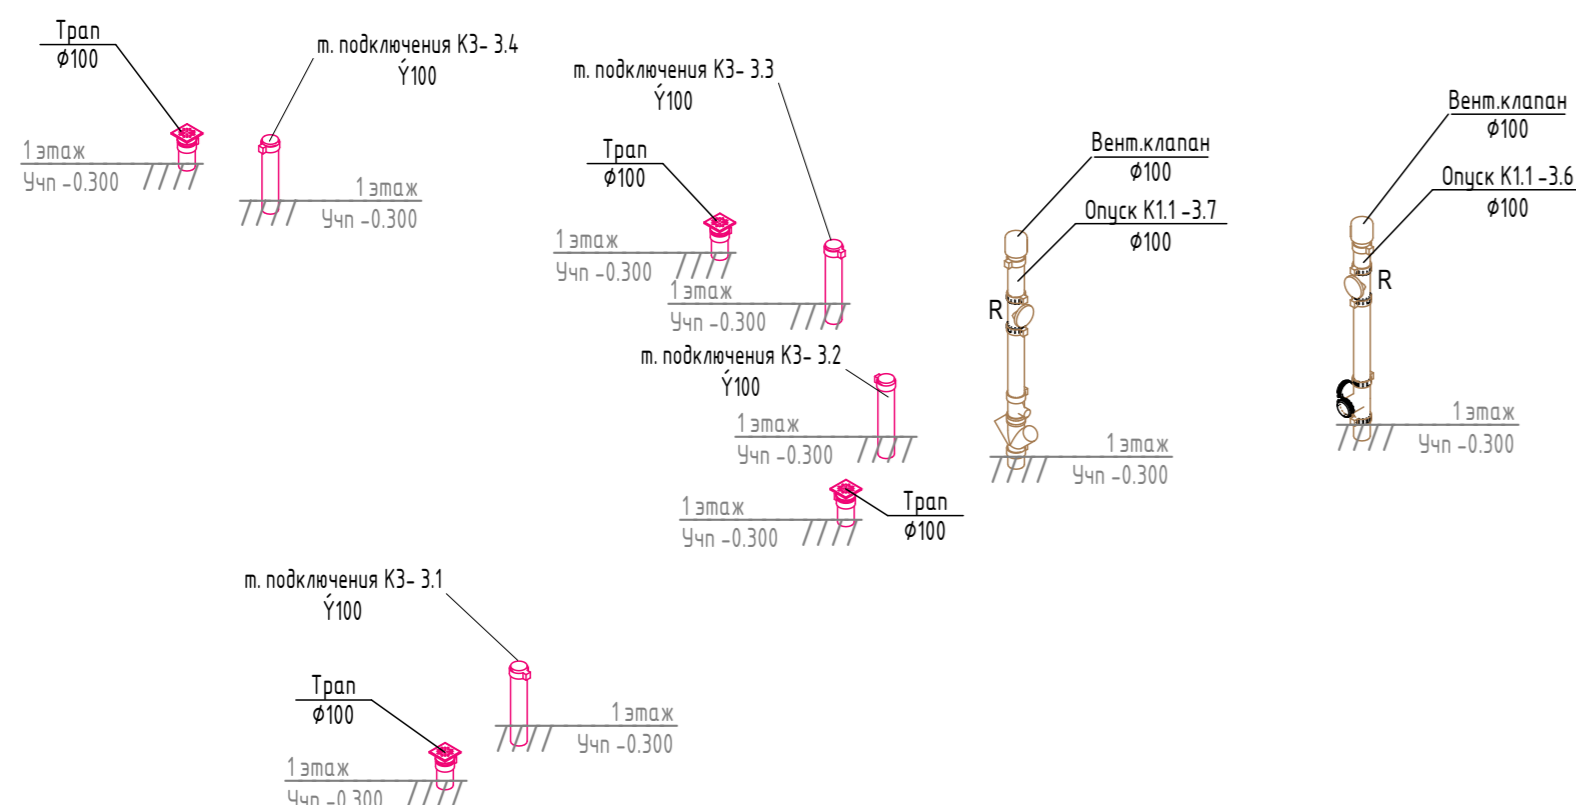 Трап
ϕ100
т. подключения К3- 3.4
Ý100
1 этаж
Учп -0.300
1 этаж
Учп -0.300
т. подключения К3- 3.3
Ý100
Трап
ϕ100
1 этаж
Учп -0.300
1 этаж
Учп -0.300
т. подключения К3- 3.2
Ý100
1 этаж
Учп -0.300
1 этаж
Учп -0.300
Трап
ϕ100
Вент.клапан
ϕ100
Опуск К1.1 -3.7
ϕ100
R
1 этаж
Учп -0.300
Вент.клапан
ϕ100
Опуск К1.1 -3.6
ϕ100
R
1 этаж
Учп -0.300
т. подключения К3- 3.1
Ý100
Трап
ϕ100
1 этаж
Учп -0.300
1 этаж
Учп -0.300